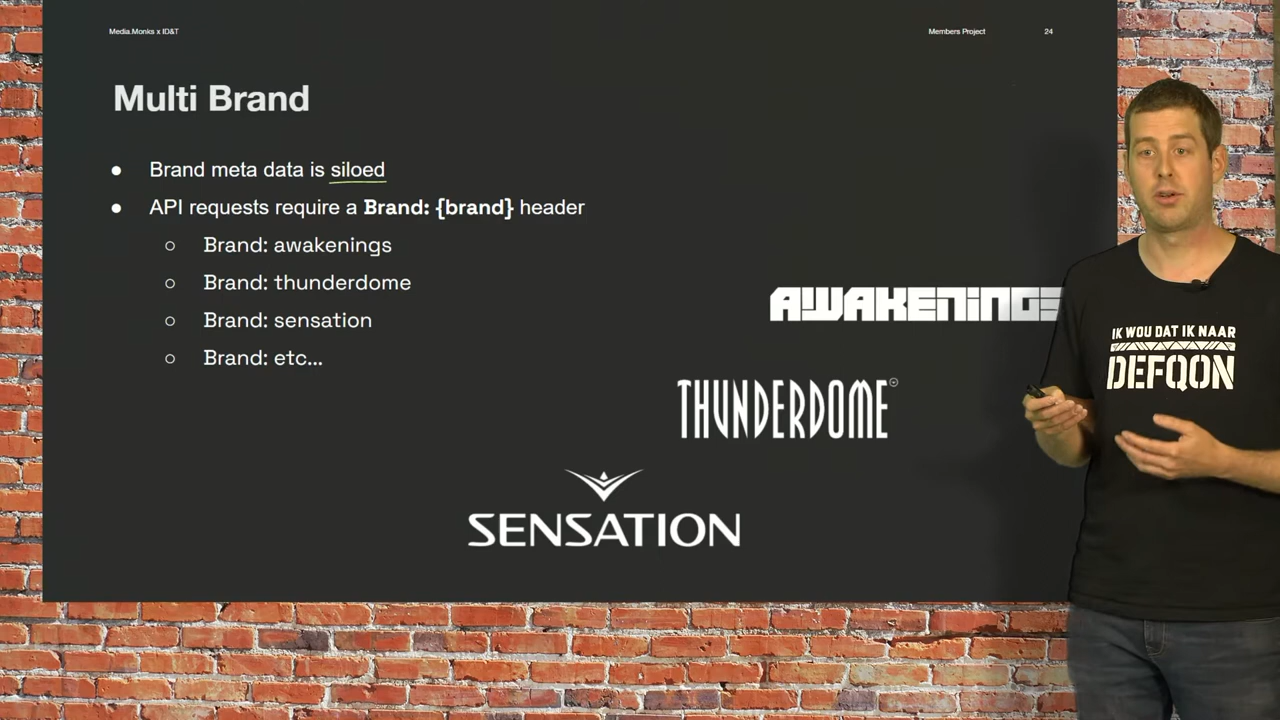 Media.Monks x ID&T
Members Project
24
Multi Brand
● Brand meta data is siloed
● API requests require a Brand: {brand} header
○ Brand: awakenings
○ Brand: thunderdome
○ Brand: sensation
○ Brand: etc...
AWAKENINGS
THUNDERDOME
SENSATION
IK WOU DAT IK NAAR
DEFQON